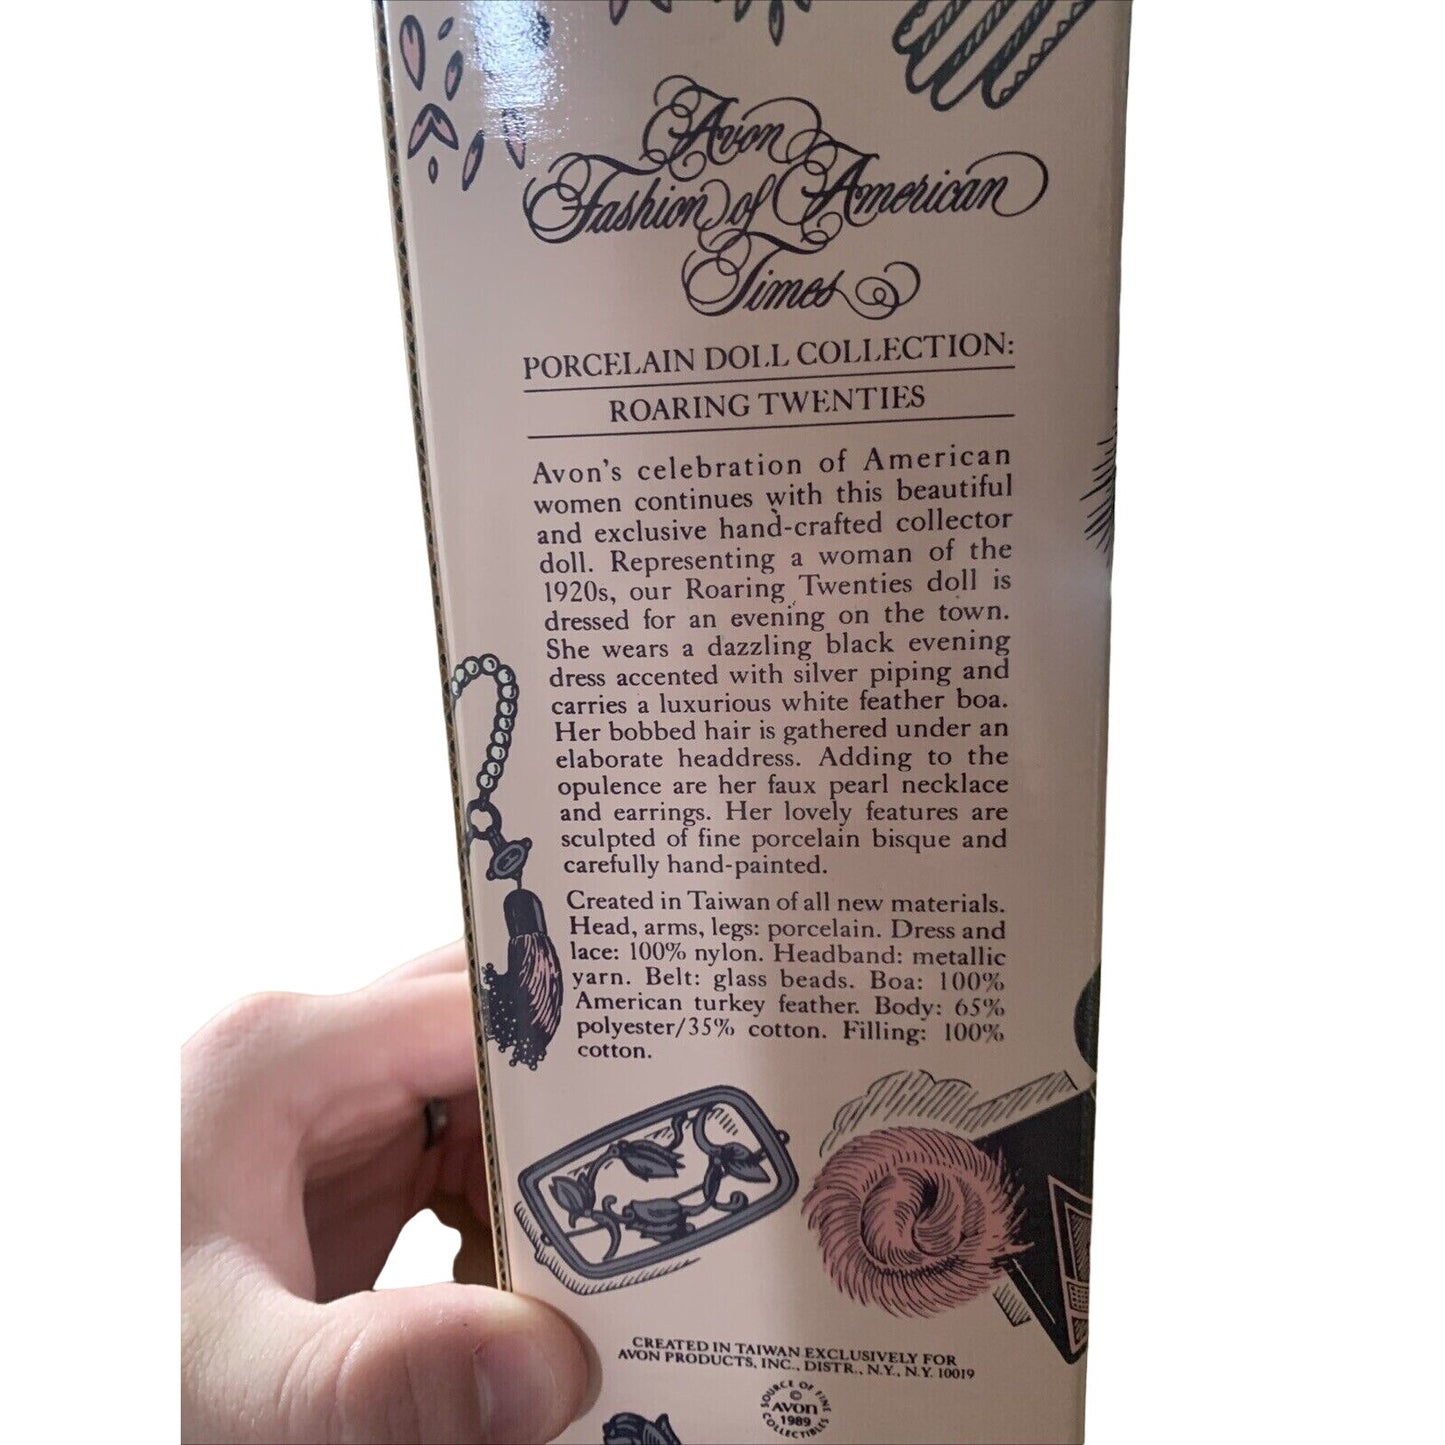 Avon
Fashion of American
Times
PORCELAIN DOLL COLLECTION:
ROARING TWENTIES
Avon's celebration of American
women continues with this beautiful
and exclusive hand-crafted collector
doll. Representing a woman of the
1920s, our Roaring Twenties doll is
dressed for an evening on the town.
She wears a dazzling black evening
dress accented with silver piping and
carries a luxurious white feather boa.
Her bobbed hair is gathered under an
elaborate headdress. Adding to the
opulence are her faux pearl necklace
and earrings. Her lovely features are
sculpted of fine porcelain bisque and
carefully hand-painted.
Created in Taiwan of all new materials.
Head, arms, legs: porcelain. Dress and
lace: 100% nylon. Headband: metallic
yarn. Belt: glass beads. Boa: 100%
American turkey feather. Body: 65%
polyester/35% cotton. Filling: 100%
cotton.
CREATED IN TAIWAN EXCLUSIVELY FOR
AVON PRODUCTS, INC., DISTR., N.Y., N.Y. 10019
SOURCE OF FINE
©
AVON
1989
COLLECTIBLES